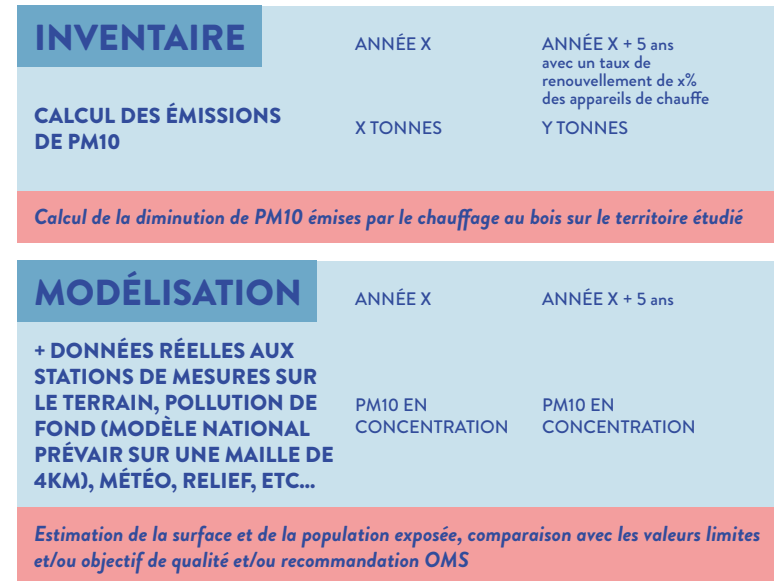 INVENTAIRE
ANNÉE X
ANNÉE X + 5 ans
avec un taux de
renouvellement de x%
des appareils de chauffe
CALCUL DES ÉMISSIONS
DE PM10
X TONNES
Y TONNES
Calcul de la diminution de PM10 émises par le chauffage au bois sur le territoire étudié
MODÉLISATION
ANNÉE X
ANNÉE X + 5 ans
+ DONNÉES RÉELLES AUX
STATIONS DE MESURES SUR
LE TERRAIN, POLLUTION DE
FOND (MODÈLE NATIONAL
PRÉVAIR SUR UNE MAILLE DE
4KM), MÉTÉO, RELIEF, ETC...
PM10 EN
CONCENTRATION
PM10 EN
CONCENTRATION
Estimation de la surface et de la population exposée, comparaison avec les valeurs limites
et/ou objectif de qualité et/ou recommandation OMS